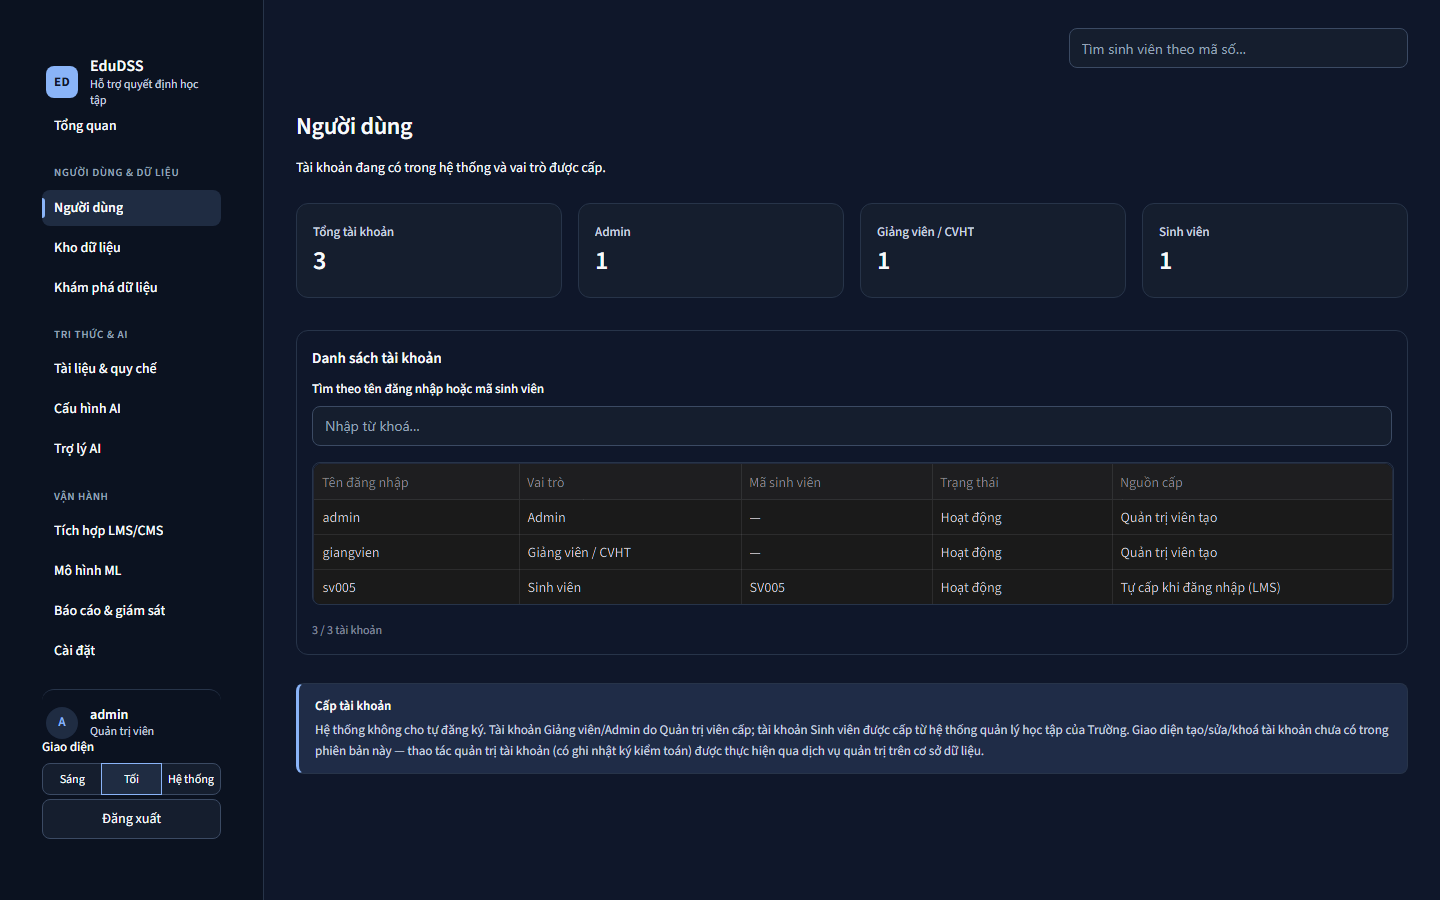 ED
EduDSS
Hỗ trợ quyết định học
tập
Tổng quan
NGƯỜI DÙNG & DỮ LIỆU
Người dùng
Kho dữ liệu
Khám phá dữ liệu
TRI THỨC & AI
Tài liệu & quy chế
Cấu hình AI
Trợ lý AI
VẬN HÀNH
Tích hợp LMS/CMS
Mô hình ML
Báo cáo & giám sát
Cài đặt
A
admin
Quản trị viên
Giao diện
Sáng Tối Hệ thống
Đăng xuất
Tìm sinh viên theo mã số...
Người dùng
Tài khoản đang có trong hệ thống và vai trò được cấp.
Tổng tài khoản
3
Admin
1
Giảng viên / CVHT
1
Sinh viên
1
Danh sách tài khoản
Tìm theo tên đăng nhập hoặc mã sinh viên
Nhập từ khoá...
Tên đăng nhập Vai trò Mã sinh viên Trạng thái Nguồn cấp
admin Admin — Hoạt động Quản trị viên tạo
giangvien Giảng viên / CVHT — Hoạt động Quản trị viên tạo
sv005 Sinh viên SV005 Hoạt động Tự cấp khi đăng nhập (LMS)
3 / 3 tài khoản
Cấp tài khoản
Hệ thống không cho tự đăng ký. Tài khoản Giảng viên/Admin do Quản trị viên cấp; tài khoản Sinh viên được cấp từ hệ thống quản lý học tập của Trường. Giao diện tạo/sửa/khoá tài khoản chưa có trong
phiên bản này — thao tác quản trị tài khoản (có ghi nhật ký kiểm toán) được thực hiện qua dịch vụ quản trị trên cơ sở dữ liệu.